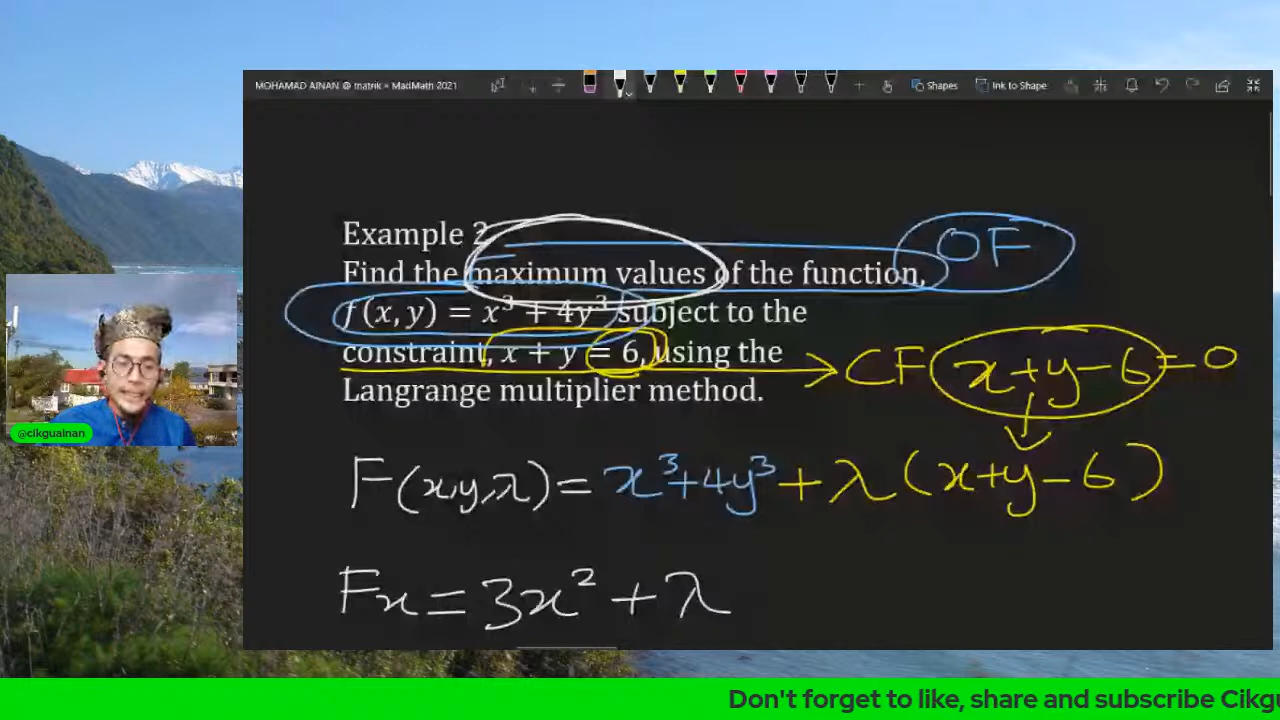 MOHAMAD AINAN @ matrik × MadMath 2021
Shapes
Ink to Shape
Example 2
Find the maximum values of the function,
OF
f(x, y) = x³ + 4y³ subject to the
constraint, x + y = 6, using the
CF x+y-6=0
Langrange multiplier method.
F(x,y,λ)= x³+4y³ + λ(x+y-6)
Fx=3x²+λ
@cikguainan
Don't forget to like, share and subscribe Cikgu